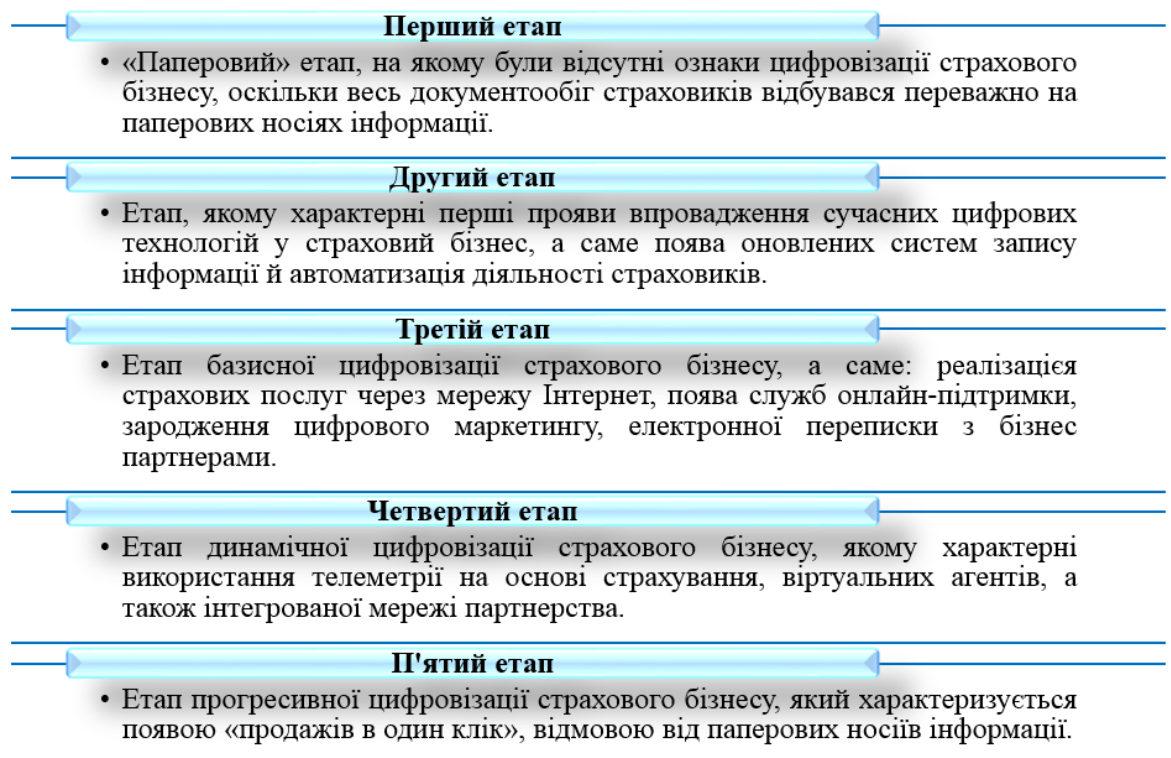 Перший етап
• «Паперовий» етап, на якому були відсутні ознаки цифровізації страхового
бізнесу, оскільки весь документообіг страховиків відбувався переважно на
паперових носіях інформації.
Другий етап
• Етап, якому характерні перші прояви впровадження сучасних цифрових
технологій у страховий бізнес, а саме поява оновлених систем запису
інформації й автоматизація діяльності страховиків.
Третій етап
• Етап базисної цифровізації страхового бізнесу, а саме: реалізацієя
страхових послуг через мережу Інтернет, поява служб онлайн-підтримки,
зародження цифрового маркетингу, електронної переписки з бізнес
партнерами.
Четвертий етап
• Етап динамічної цифровізації страхового бізнесу, якому характерні
використання телеметрії на основі страхування, віртуальних агентів, а
також інтегрованої мережі партнерства.
П'ятий етап
• Етап прогресивної цифровізації страхового бізнесу, який характеризується
появою «продажів в один клік», відмовою від паперових носіїв інформації.